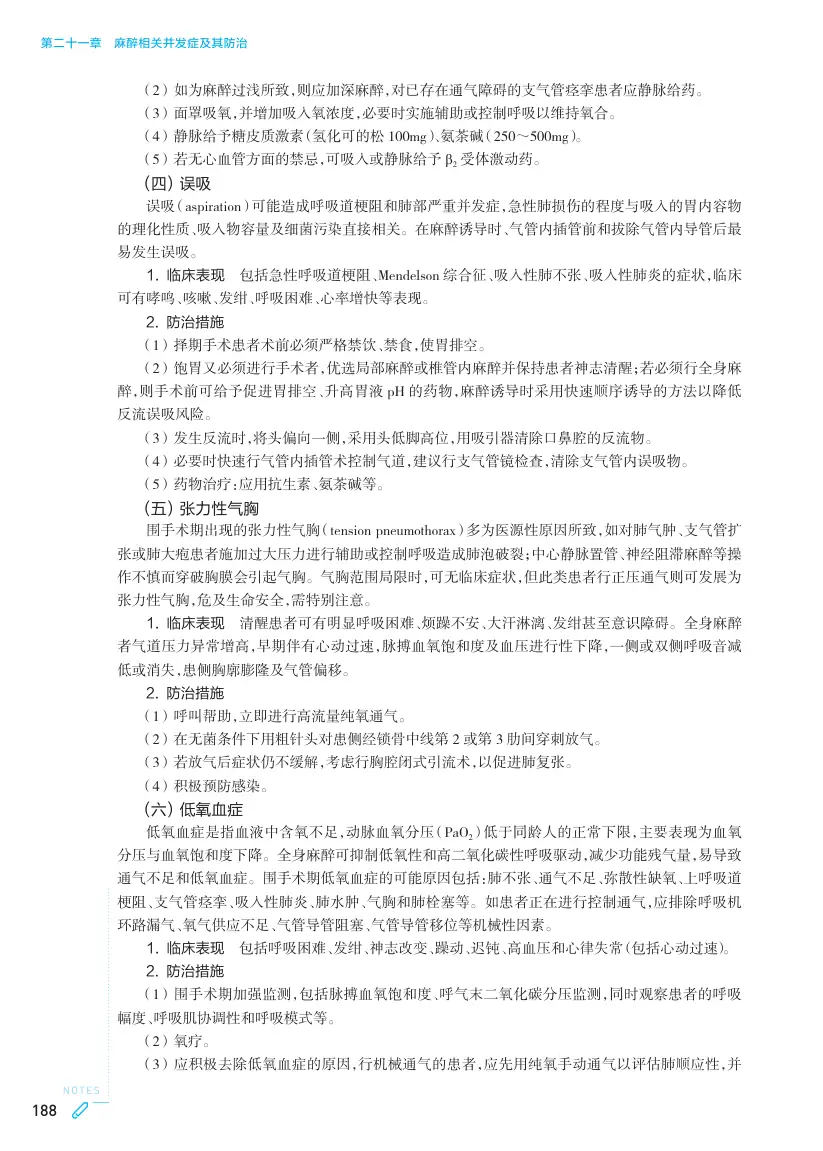 第二十一章　麻醉相关并发症及其防治
（2）如为麻醉过浅所致，则应加深麻醉，对已存在通气障碍的支气管痉挛患者应静脉给药。
（3）面罩吸氧，并增加吸入氧浓度，必要时实施辅助或控制呼吸以维持氧合。
（4）静脉给予糖皮质激素（氢化可的松 100mg）、氨茶碱（250～500mg）。
（5）若无心血管方面的禁忌，可吸入或静脉给予 β₂ 受体激动药。
（四）误吸
误吸（aspiration）可能造成呼吸道梗阻和肺部严重并发症，急性肺损伤的程度与吸入的胃内容物
的理化性质、吸入物容量及细菌污染直接相关。在麻醉诱导时、气管内插管前和拔除气管内导管后最
易发生误吸。
1. 临床表现　包括急性呼吸道梗阻、Mendelson 综合征、吸入性肺不张、吸入性肺炎的症状，临床
可有哮鸣、咳嗽、发绀、呼吸困难、心率增快等表现。
2. 防治措施
（1）择期手术患者术前必须严格禁饮、禁食，使胃排空。
（2）饱胃又必须进行手术者，优选局部麻醉或椎管内麻醉并保持患者神志清醒；若必须行全身麻
醉，则手术前可给予促进胃排空、升高胃液 pH 的药物，麻醉诱导时采用快速顺序诱导的方法以降低
反流误吸风险。
（3）发生反流时，将头偏向一侧，采用头低脚高位，用吸引器清除口鼻腔的反流物。
（4）必要时快速行气管内插管术控制气道，建议行支气管镜检查，清除支气管内误吸物。
（5）药物治疗：应用抗生素、氨茶碱等。
（五）张力性气胸
围手术期出现的张力性气胸（tension pneumothorax）多为医源性原因所致，如对肺气肿、支气管扩
张或肺大疱患者施加过大压力进行辅助或控制呼吸造成肺泡破裂；中心静脉置管、神经阻滞麻醉等操
作不慎而穿破胸膜会引起气胸。气胸范围局限时，可无临床症状，但此类患者行正压通气则可发展为
张力性气胸，危及生命安全，需特别注意。
1. 临床表现　清醒患者可有明显呼吸困难、烦躁不安、大汗淋漓、发绀甚至意识障碍。全身麻醉
者气道压力异常增高，早期伴有心动过速，脉搏血氧饱和度及血压进行性下降，一侧或双侧呼吸音减
低或消失，患侧胸廓膨隆及气管偏移。
2. 防治措施
（1）呼叫帮助，立即进行高流量纯氧通气。
（2）在无菌条件下用粗针头对患侧经锁骨中线第 2 或第 3 肋间穿刺放气。
（3）若放气后症状仍不缓解，考虑行胸腔闭式引流术，以促进肺复张。
（4）积极预防感染。
（六）低氧血症
低氧血症是指血液中含氧不足，动脉血氧分压（PaO₂）低于同龄人的正常下限，主要表现为血氧
分压与血氧饱和度下降。全身麻醉可抑制低氧性和高二氧化碳性呼吸驱动，减少功能残气量，易导致
通气不足和低氧血症。围手术期低氧血症的可能原因包括：肺不张、通气不足、弥散性缺氧、上呼吸道
梗阻、支气管痉挛、吸入性肺炎、肺水肿、气胸和肺栓塞等。如患者正在进行控制通气，应排除呼吸机
环路漏气、氧气供应不足、气管导管阻塞、气管导管移位等机械性因素。
1. 临床表现　包括呼吸困难、发绀、神志改变、躁动、迟钝、高血压和心律失常（包括心动过速）。
2. 防治措施
（1）围手术期加强监测，包括脉搏血氧饱和度、呼气末二氧化碳分压监测，同时观察患者的呼吸
幅度、呼吸肌协调性和呼吸模式等。
（2）氧疗。
（3）应积极去除低氧血症的原因，行机械通气的患者，应先用纯氧手动通气以评估肺顺应性，并
NOTES
188